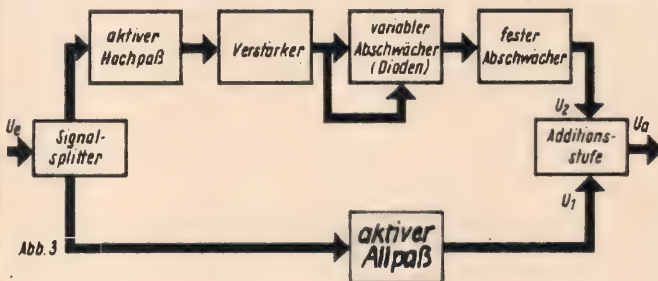 aktiver
Hochpaß
Verstärker
variabler
Abschwächer
(Dioden)
fester
Abschwächer
Ue
Signal-
splitter
U2
Additions-
stufe
Ua
U1
Abb. 3
aktiver
Allpaß